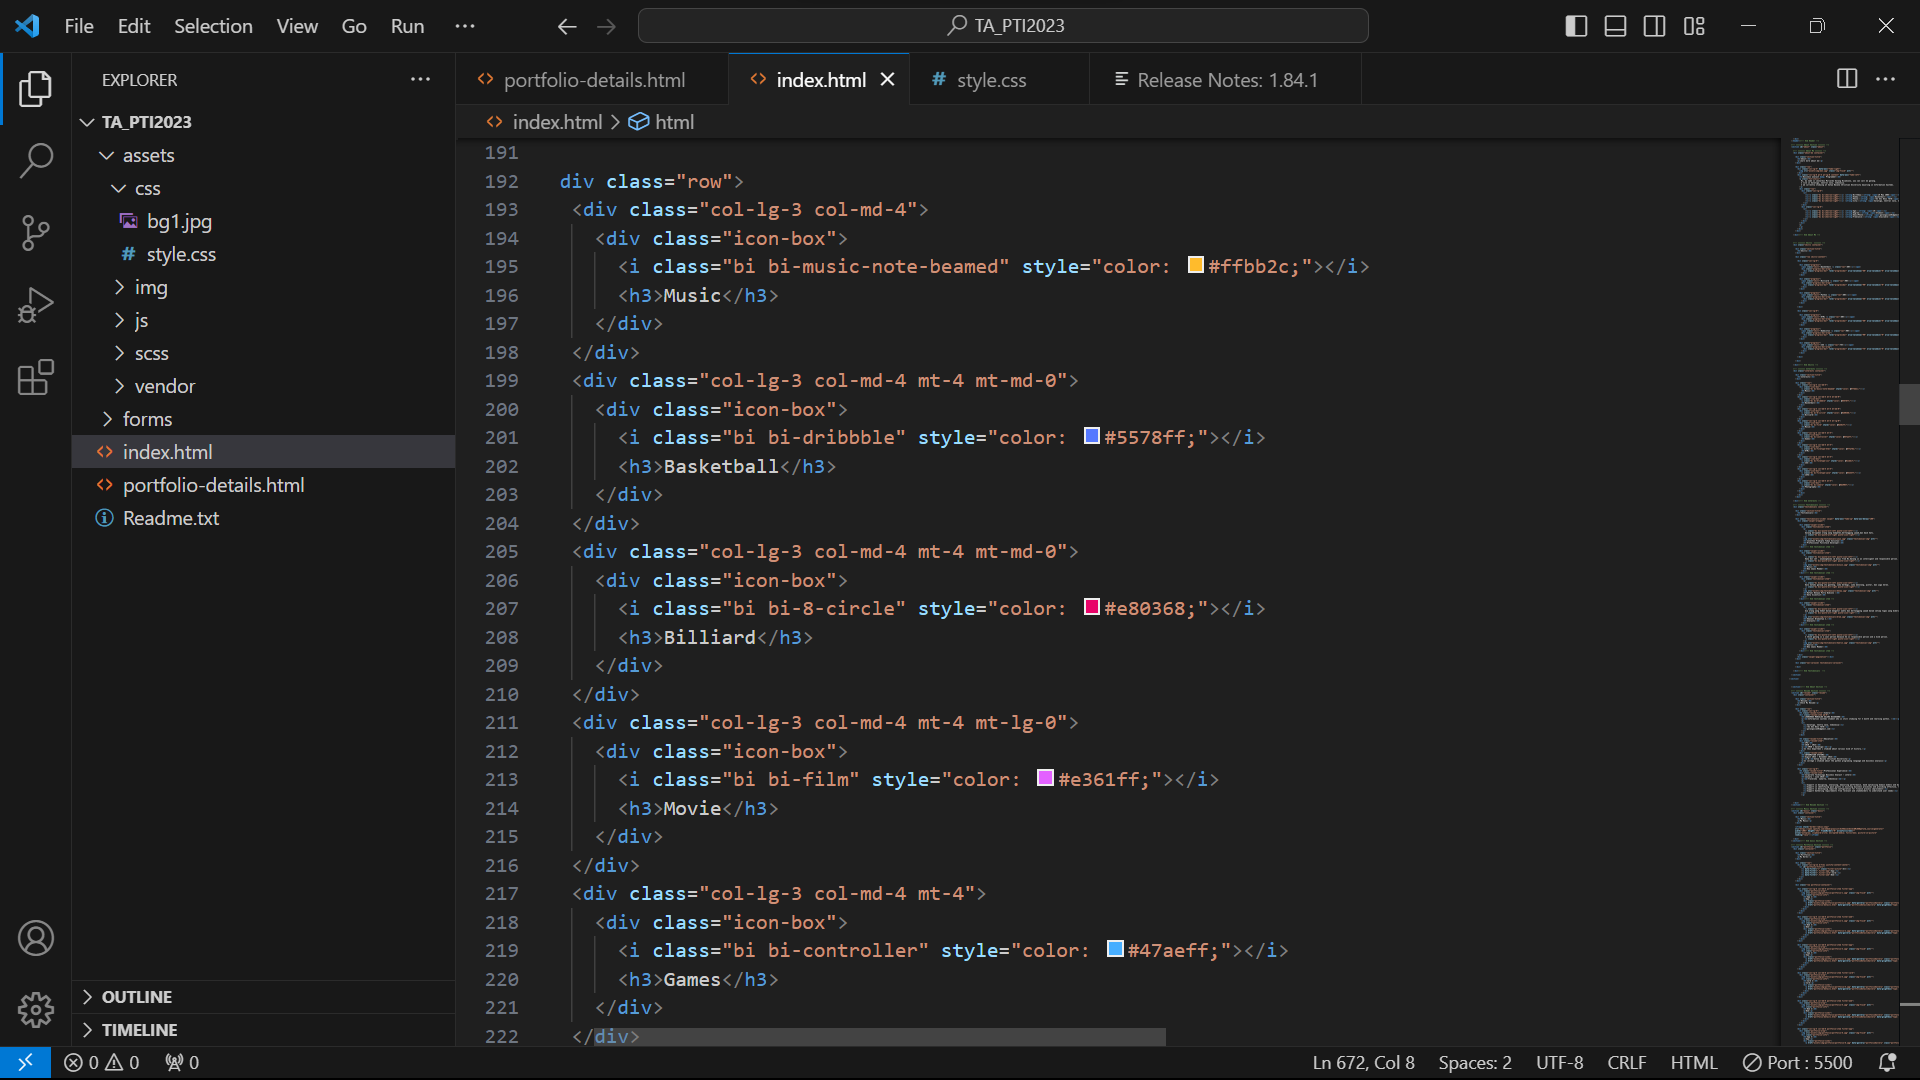 File Edit Selection View Go Run ··· TA_PTI2023
EXPLORER ···
TA_PTI2023
assets
css
bg1.jpg
# style.css
img
js
scss
vendor
forms
<> index.html
<> portfolio-details.html
Readme.txt
OUTLINE
TIMELINE
<> portfolio-details.html <> index.html # style.css Release Notes: 1.84.1 ···
<> index.html > html
191
192 div class="row">
193 <div class="col-lg-3 col-md-4">
194 <div class="icon-box">
195 <i class="bi bi-music-note-beamed" style="color: #ffbb2c;"></i>
196 <h3>Music</h3>
197 </div>
198 </div>
199 <div class="col-lg-3 col-md-4 mt-4 mt-md-0">
200 <div class="icon-box">
201 <i class="bi bi-dribbble" style="color: #5578ff;"></i>
202 <h3>Basketball</h3>
203 </div>
204 </div>
205 <div class="col-lg-3 col-md-4 mt-4 mt-md-0">
206 <div class="icon-box">
207 <i class="bi bi-8-circle" style="color: #e80368;"></i>
208 <h3>Billiard</h3>
209 </div>
210 </div>
211 <div class="col-lg-3 col-md-4 mt-4 mt-lg-0">
212 <div class="icon-box">
213 <i class="bi bi-film" style="color: #e361ff;"></i>
214 <h3>Movie</h3>
215 </div>
216 </div>
217 <div class="col-lg-3 col-md-4 mt-4">
218 <div class="icon-box">
219 <i class="bi bi-controller" style="color: #47aeff;"></i>
220 <h3>Games</h3>
221 </div>
222 </div>
0 0 0 Ln 672, Col 8 Spaces: 2 UTF-8 CRLF HTML Port : 5500